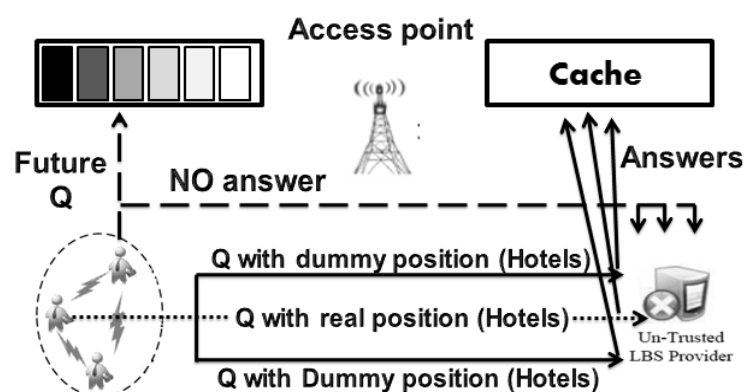 Access point
Cache
Future
Q
NO answer
Answers
Q with dummy position (Hotels)
Q with real position (Hotels)
Q with Dummy position (Hotels)
Un-Trusted
LBS Provider